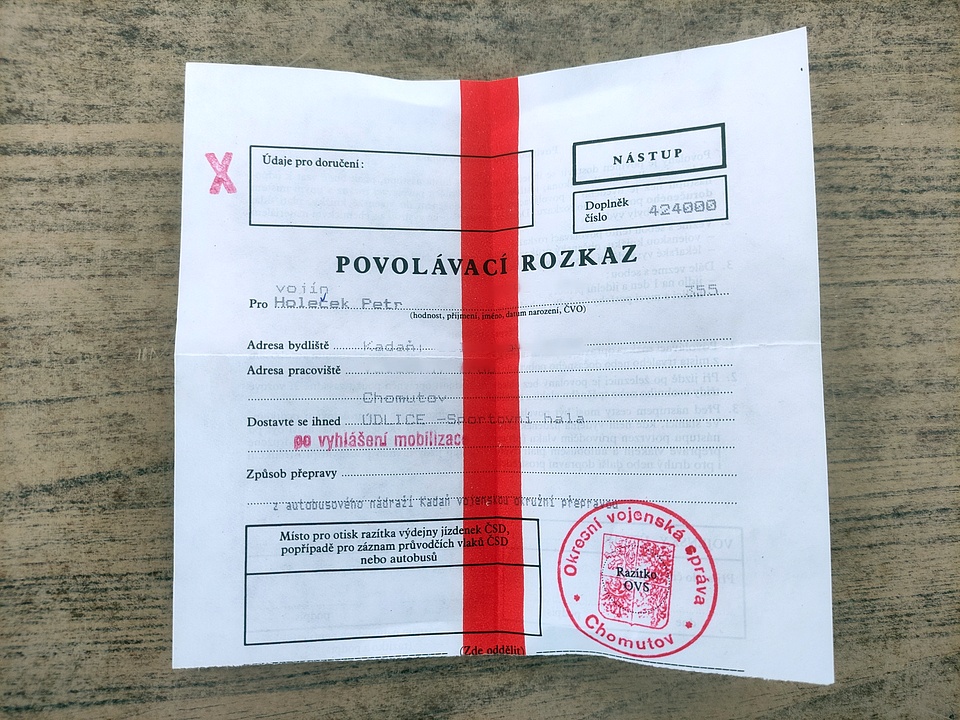 X
Údaje pro doručení:
NÁSTUP
Doplněk
číslo 424000
POVOLÁVACÍ ROZKAZ
vojín
Pro Holeček Petr 355
(hodnost, příjmení, jméno, datum narození, ČVO)
Adresa bydliště Kadaň,
Adresa pracoviště
Chomutov
Dostavte se ihned ÚDLICE -Sportovní hala
po vyhlášení mobilizace
Způsob přepravy
z autobusového nádraží Kadaň vojenskou okružní přepravou
Místo pro otisk razítka výdejny jízdenek ČSD,
popřípadě pro záznam průvodčích vlaků ČSD
nebo autobusů
Okresní vojenská správa
Razítko
OVS
Chomutov
(Zde oddělit)